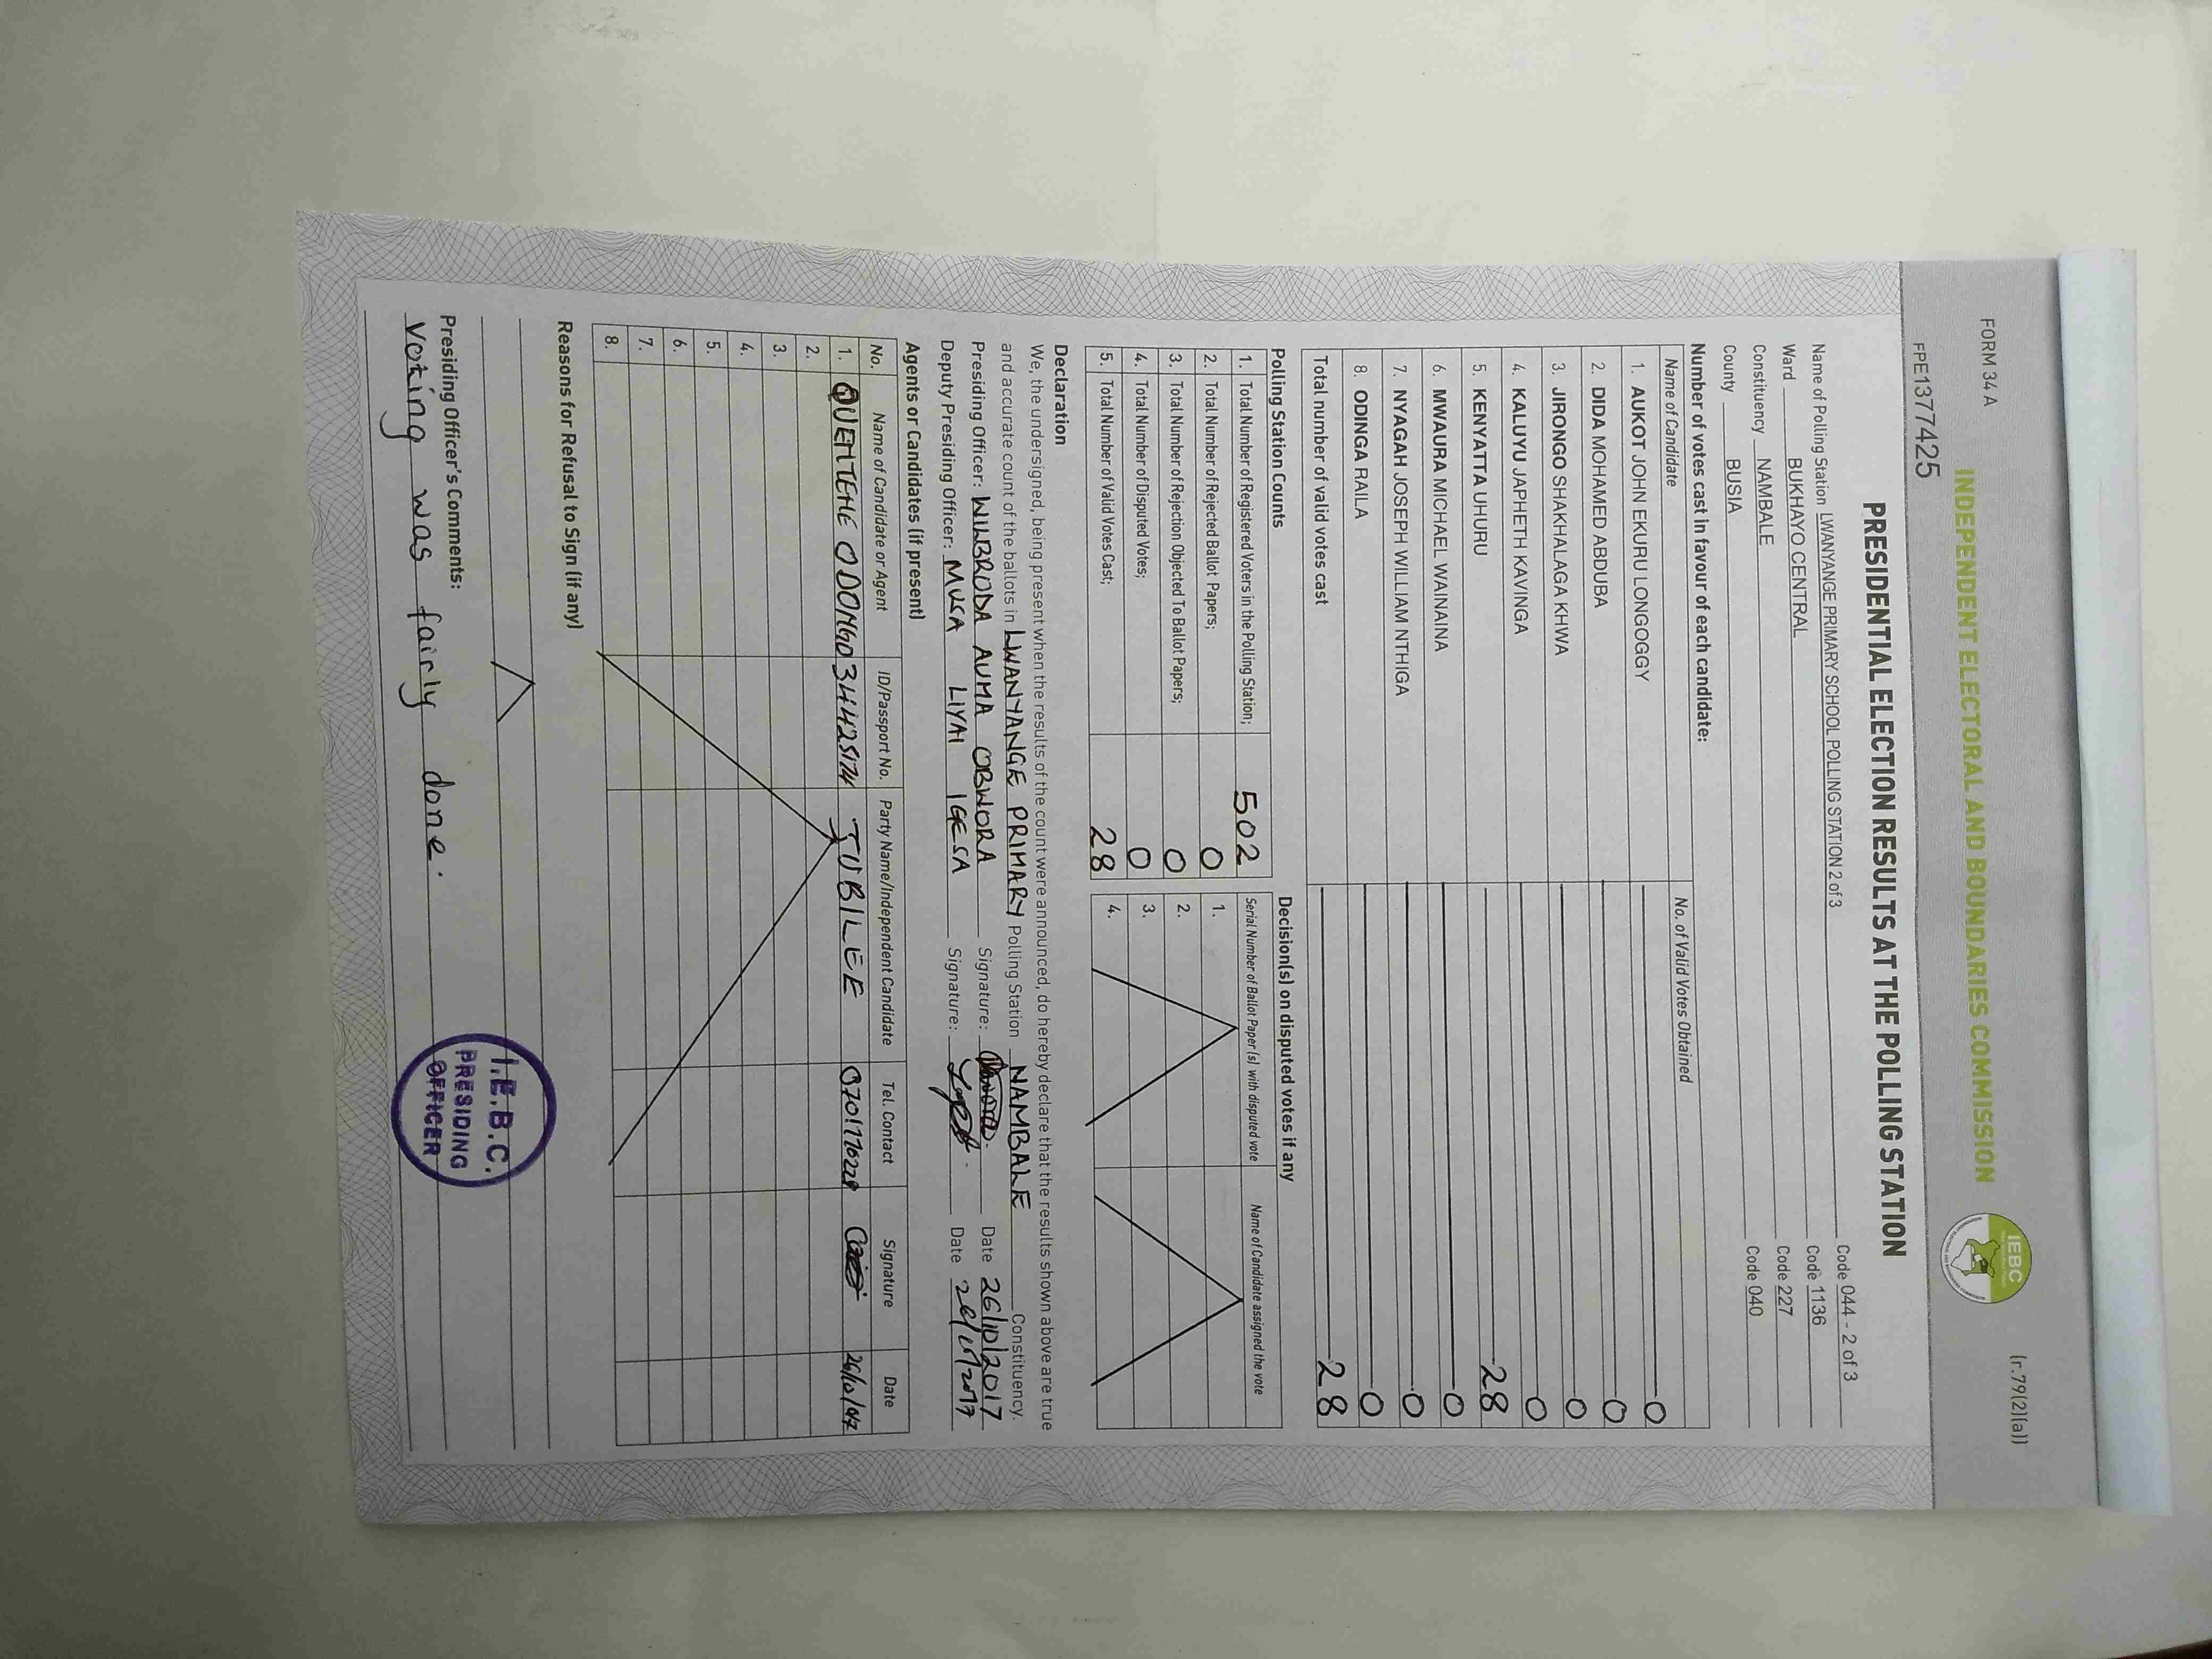 FORM 34 A
(r.79(2)(a))
INDEPENDENT ELECTORAL AND BOUNDARIES COMMISSION
IEBC
FPE1377425
PRESIDENTIAL ELECTION RESULTS AT THE POLLING STATION
Name of Polling Station LWANYANGE PRIMARY SCHOOL POLLING STATION 2 of 3 Code 044 - 2 of 3
Ward BUKHAYO CENTRAL Code 1136
Constituency NAMBALE Code 227
County BUSIA Code 040
Number of votes cast in favour of each candidate:
Name of Candidate No. of Valid Votes Obtained
1. AUKOT JOHN EKURU LONGOGGY 0
2. DIDA MOHAMED ABDUBA 0
3. JIRONGO SHAKHALAGA KHWA 0
4. KALUYU JAPHETH KAVINGA 0
5. KENYATTA UHURU 28
6. MWAURA MICHAEL WAINAINA 0
7. NYAGAH JOSEPH WILLIAM NTHIGA 0
8. ODINGA RAILA 0
Total number of valid votes cast 28
Polling Station Counts
1. Total Number of Registered Voters in the Polling Station; 502
2. Total Number of Rejected Ballot Papers; 0
3. Total Number of Rejection Objected To Ballot Papers; 0
4. Total Number of Disputed Votes; 0
5. Total Number of Valid Votes Cast; 28
Decision(s) on disputed votes if any
Serial Number of Ballot Paper (s) with disputed vote Name of Candidate assigned the vote
1.
2.
3.
4.
Declaration
We, the undersigned, being present when the results of the count were announced, do hereby declare that the results shown above are true
and accurate count of the ballots in LWANYANGE PRIMARY Polling Station NAMBALE Constituency.
Presiding Officer: WILBRODA AUMA OBWORA Signature: Date 26/10/2017
Deputy Presiding Officer: MUSA LIYAI IGESA Signature: Date 26/10/2017
Agents or Candidates (if present)
No. Name of Candidate or Agent ID/Passport No. Party Name/Independent Candidate Tel. Contact Signature Date
1. ODONGO JUBILEE
2.
3.
4.
5.
6.
7.
8.
Reasons for Refusal to Sign (if any)
Presiding Officer's Comments:
voting was fairly done.
I.E.B.C.
PRESIDING
OFFICER